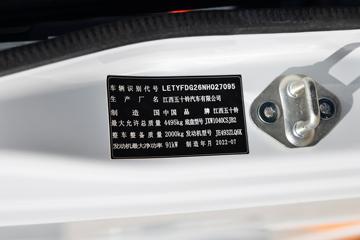 车辆识别代号 LETYFDG26NH027095
生产厂名 江西五十铃汽车有限公司
制造国 中国 品牌 江西五十铃
最大允许总质量 4495kg 底盘型号 JXW1040CSJB2
整车整备质量 2000kg 发动机型号 JE493ZLQ6K
发动机最大净功率 91kW 制造年月 2022-07